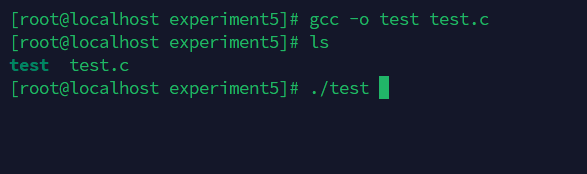 [root@localhost experiment5]# gcc -o test test.c
[root@localhost experiment5]# ls
test  test.c
[root@localhost experiment5]# ./test